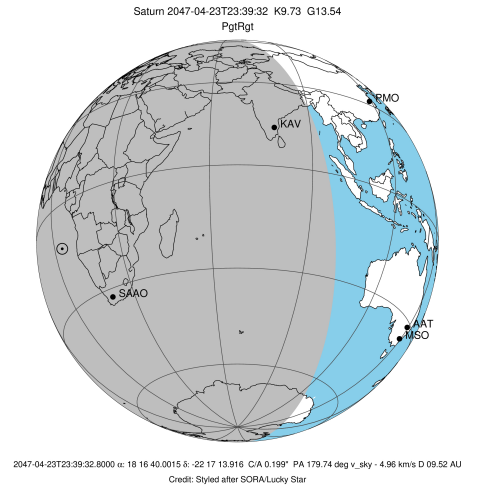 Saturn 2047-04-23T23:39:32 K9.73 G13.54
PgtRgt
PMO
KAV
SAAO
AAT
MSO
2047-04-23T23:39:32.8000 α: 18 16 40.0015 δ: -22 17 13.916 C/A 0.199" PA 179.74 deg v_sky - 4.96 km/s D 09.52 AU
Credit: Styled after SORA/Lucky Star